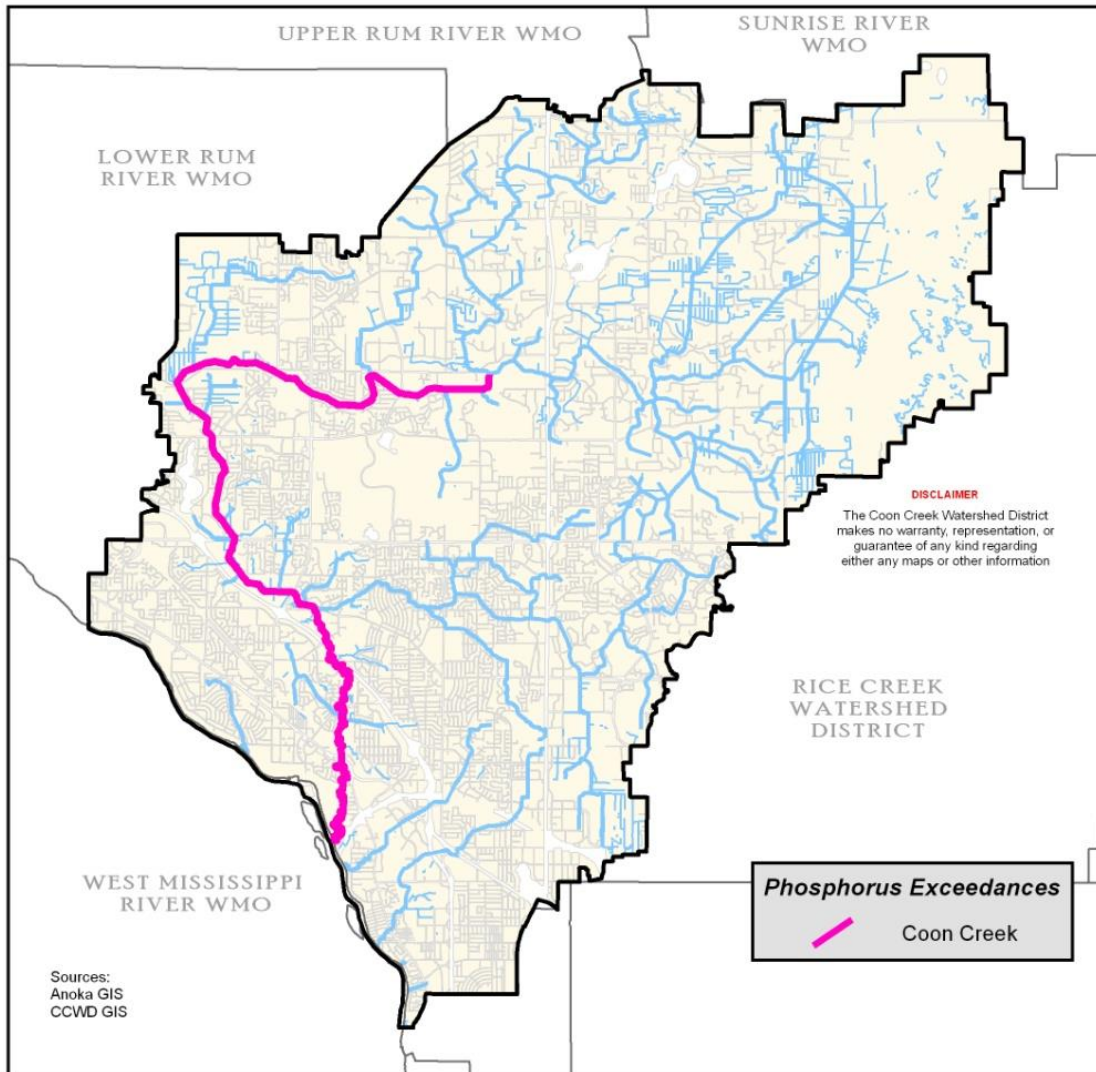 UPPER RUM RIVER WMO
SUNRISE RIVER
WMO
LOWER RUM
RIVER WMO
DISCLAIMER
The Coon Creek Watershed District
makes no warranty, representation, or
guarantee of any kind regarding
either any maps or other information
RICE CREEK
WATERSHED
DISTRICT
WEST MISSISSIPPI
RIVER WMO
Phosphorus Exceedances
Coon Creek
Sources:
Anoka GIS
CCWD GIS